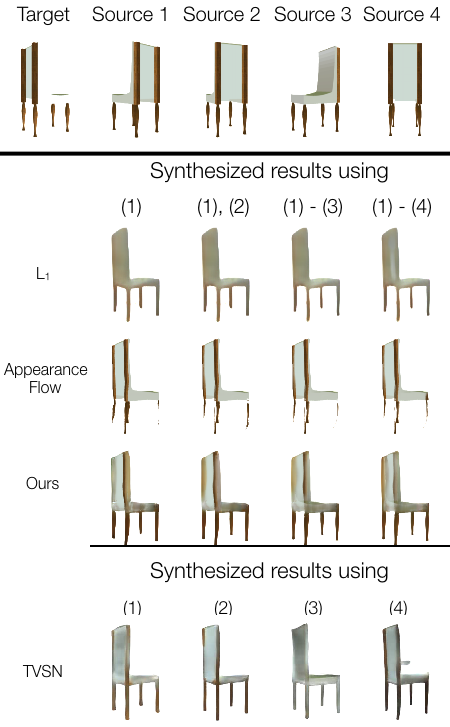 Target Source 1 Source 2 Source 3 Source 4
Synthesized results using
(1) (1), (2) (1) - (3) (1) - (4)
L₁
Appearance
Flow
Ours
Synthesized results using
(1) (2) (3) (4)
TVSN